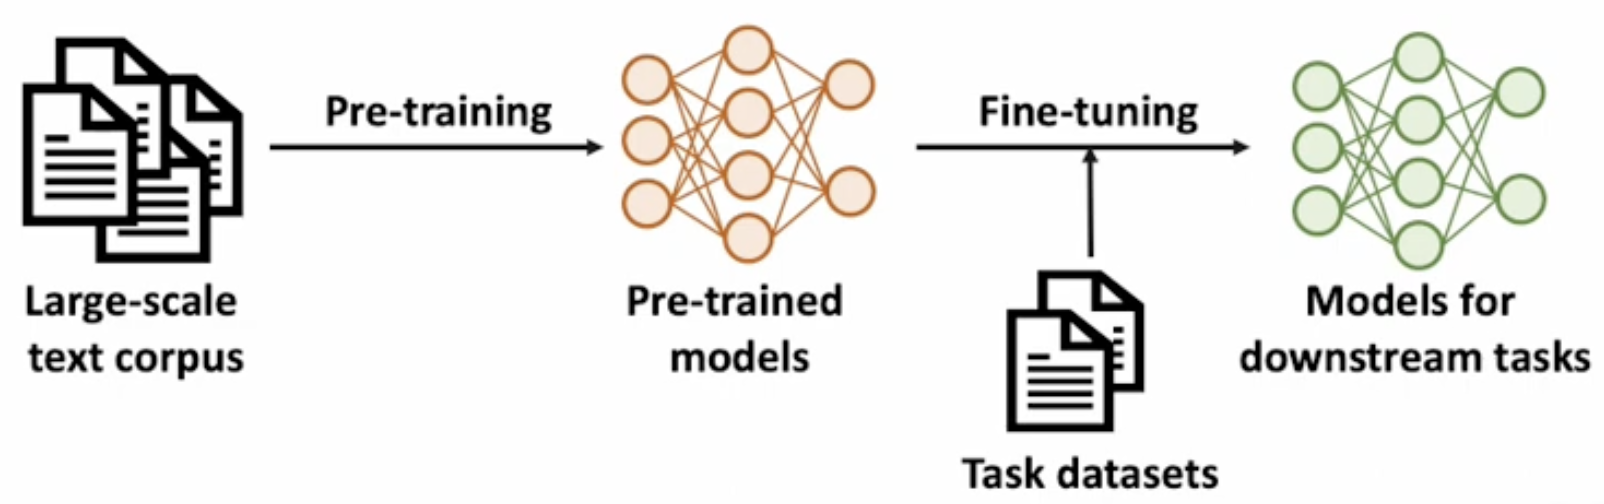 Pre-training
Fine-tuning
Large-scale
text corpus
Pre-trained
models
Models for
downstream tasks
Task datasets